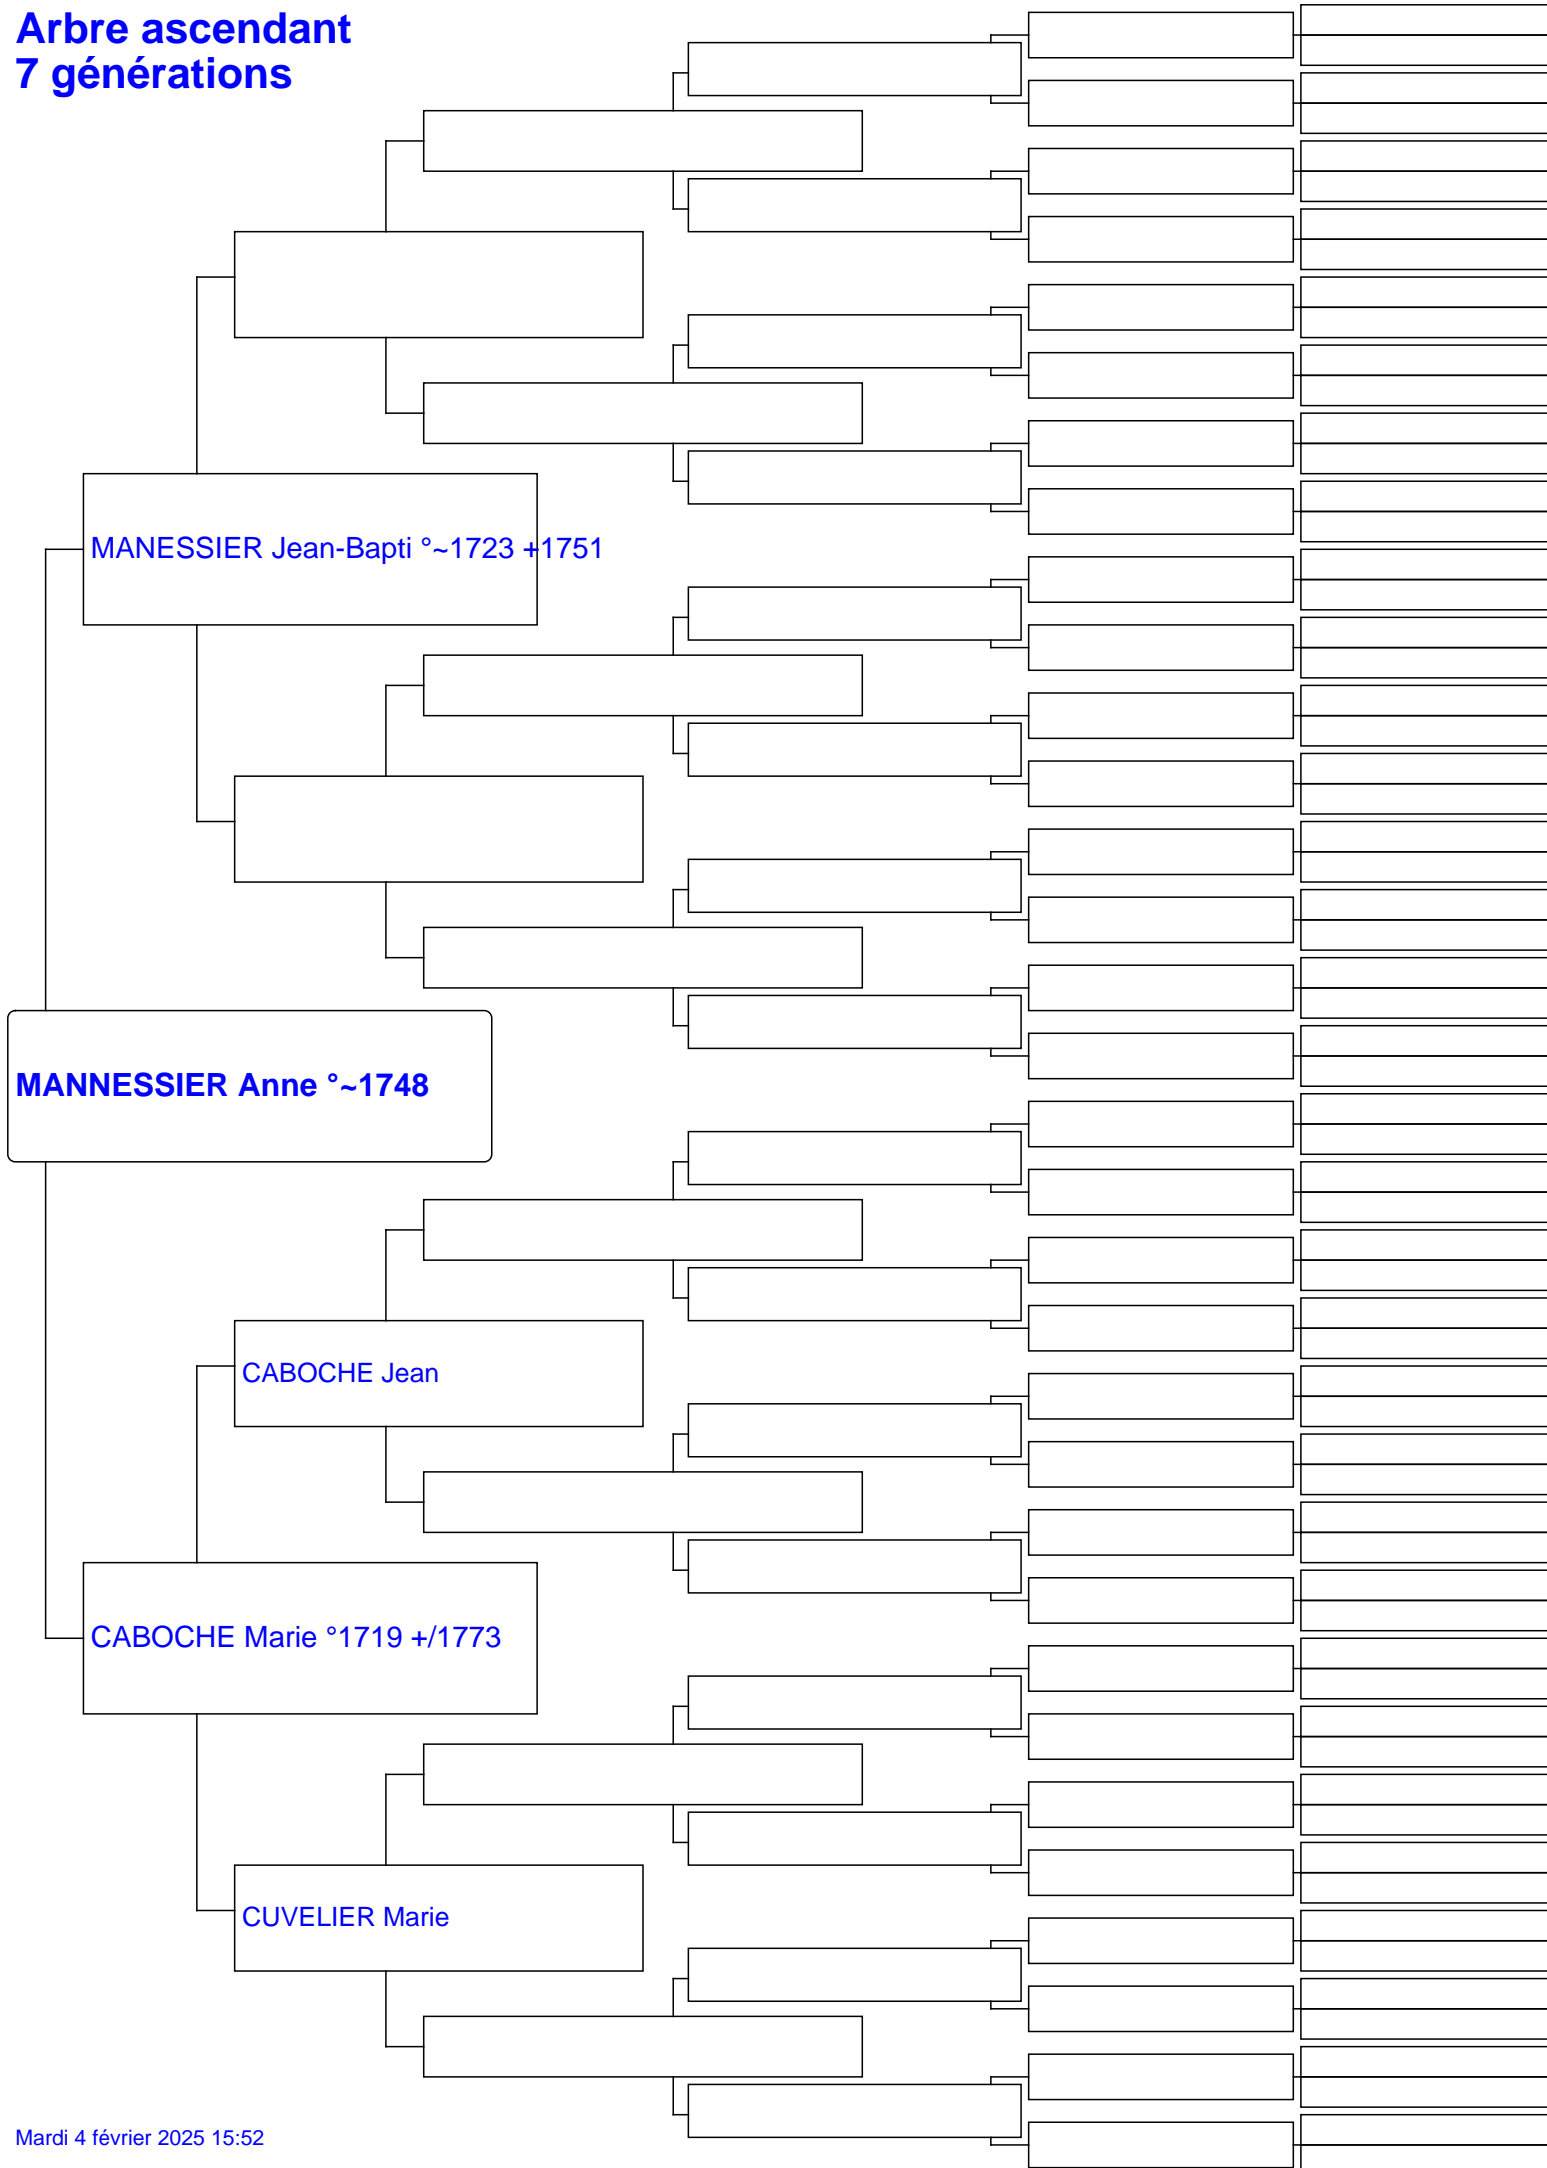 Arbre ascendant
7 générations
MANESSIER Jean-Bapti °~1723 +1751
MANNESSIER Anne °~1748
CABOCHE Jean
CABOCHE Marie °1719 +/1773
CUVELIER Marie
Mardi 4 février 2025 15:52